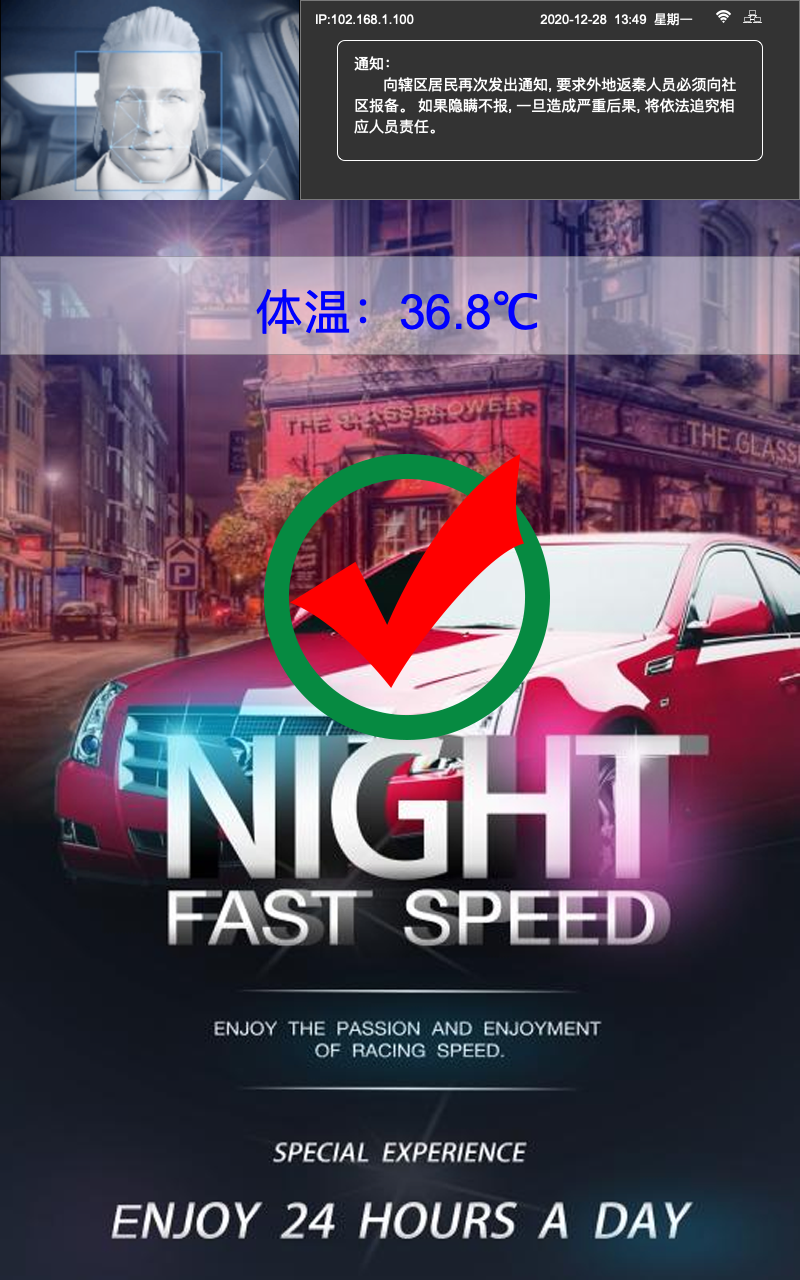 IP:102.168.1.100
2020-12-28 13:49 星期一
通知：
向辖区居民再次发出通知, 要求外地返秦人员必须向社
区报备。 如果隐瞒不报, 一旦造成严重后果, 将依法追究相
应人员责任。
体温：36.8℃
THE GLASSBLOWER
THE GLASS
P
NIGHT
FAST SPEED
ENJOY THE PASSION AND ENJOYMENT
OF RACING SPEED.
SPECIAL EXPERIENCE
ENJOY 24 HOURS A DAY